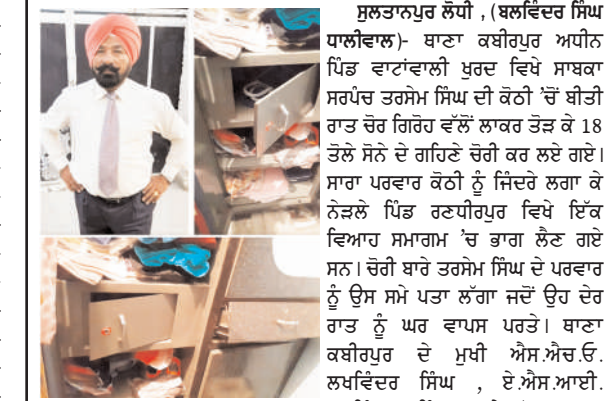 ਸੁਲਤਾਨਪੁਰ ਲੋਧੀ , (ਬਲਵਿੰਦਰ ਸਿੰਘ
ਧਾਲੀਵਾਲ)- ਥਾਣਾ ਕਬੀਰਪੁਰ ਅਧੀਨ
ਪਿੰਡ ਵਾਟਾਂਵਾਲੀ ਖੁਰਦ ਵਿਖੇ ਸਾਬਕਾ
ਸਰਪੰਚ ਤਰਸੇਮ ਸਿੰਘ ਦੀ ਕੋਠੀ 'ਚੋਂ ਬੀਤੀ
ਰਾਤ ਚੋਰ ਗਿਰੋਹ ਵੱਲੋਂ ਲਾਕਰ ਤੋੜ ਕੇ 18
ਤੋਲੇ ਸੋਨੇ ਦੇ ਗਹਿਣੇ ਚੋਰੀ ਕਰ ਲਏ ਗਏ।
ਸਾਰਾ ਪਰਵਾਰ ਕੋਠੀ ਨੂੰ ਜਿੰਦਰੇ ਲਗਾ ਕੇ
ਨੇੜਲੇ ਪਿੰਡ ਰਣਧੀਰਪੁਰ ਵਿਖੇ ਇੱਕ
ਵਿਆਹ ਸਮਾਗਮ 'ਚ ਭਾਗ ਲੈਣ ਗਏ
ਸਨ। ਚੋਰੀ ਬਾਰੇ ਤਰਸੇਮ ਸਿੰਘ ਦੇ ਪਰਵਾਰ
ਨੂੰ ਉਸ ਸਮੇ ਪਤਾ ਲੱਗਾ ਜਦੋਂ ਉਹ ਦੇਰ
ਰਾਤ ਨੂੰ ਘਰ ਵਾਪਸ ਪਰਤੇ। ਥਾਣਾ
ਕਬੀਰਪੁਰ ਦੇ ਮੁਖੀ ਐਸ.ਐਚ.ਓ.
ਲਖਵਿੰਦਰ ਸਿੰਘ , ਏ.ਐਸ.ਆਈ.